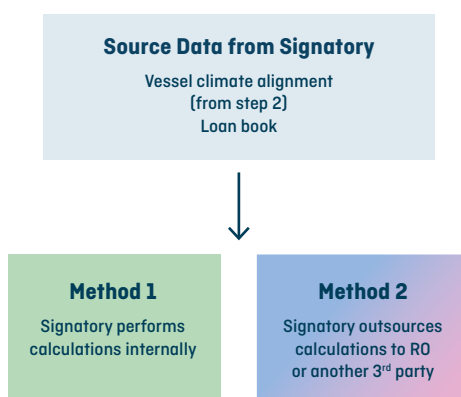 Source Data from Signatory
Vessel climate alignment
(from step 2)
Loan book
Method 1
Signatory performs
calculations internally
Method 2
Signatory outsources
calculations to RO
or another 3rd party